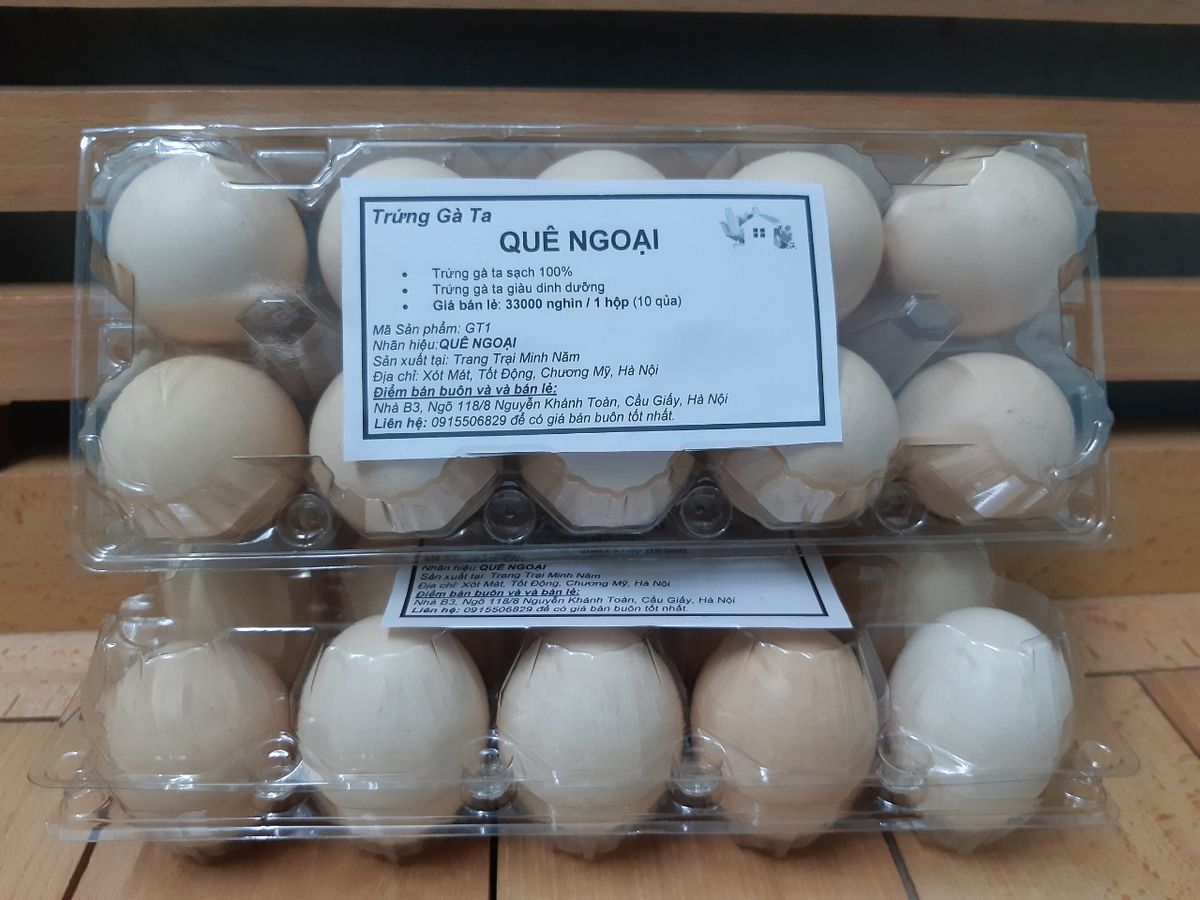 Trứng Gà Ta
QUÊ NGOẠI
• Trứng gà ta sạch 100%
• Trứng gà ta giàu dinh dưỡng
• Giá bán lẻ: 33000 nghìn / 1 hộp (10 qủa)
Mã Sản phẩm: GT1
Nhãn hiệu:QUÊ NGOẠI
Sản xuất tại: Trang Trại Minh Năm
Địa chỉ: Xót Mát, Tốt Động, Chương Mỹ, Hà Nội
Điểm bán buôn và và bán lẻ:
Nhà B3, Ngõ 118/8 Nguyễn Khánh Toàn, Cầu Giấy, Hà Nội
Liên hệ: 0915506829 để có giá bán buôn tốt nhất.
Nhãn hiệu: QUÊ NGOẠI
Sản xuất tại: Trang Trại Minh Năm
Địa chỉ: Xót Mát, Tốt Động, Chương Mỹ, Hà Nội
Điểm bán buôn và và bán lẻ:
Nhà B3, Ngõ 118/8 Nguyễn Khánh Toàn, Cầu Giấy, Hà Nội
Liên hệ: 0915506829 để có giá bán buôn tốt nhất.